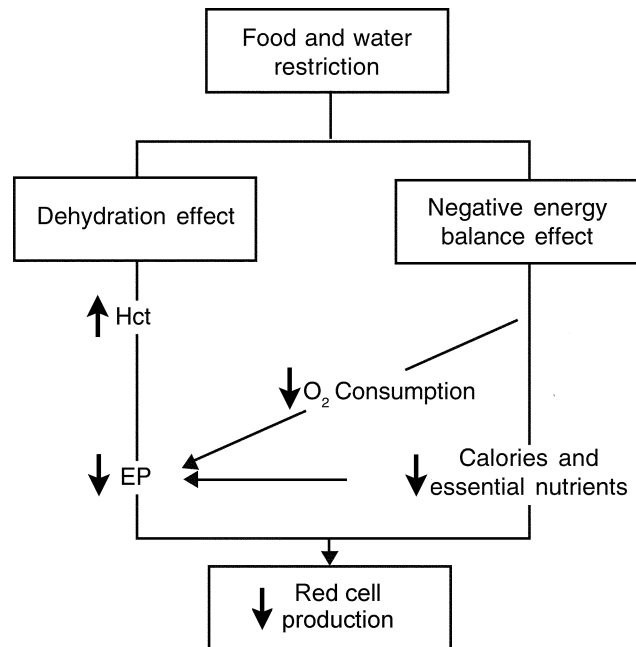 Food and water
restriction
Dehydration effect
Negative energy
balance effect
Hct
O₂ Consumption
EP
Calories and
essential nutrients
Red cell
production